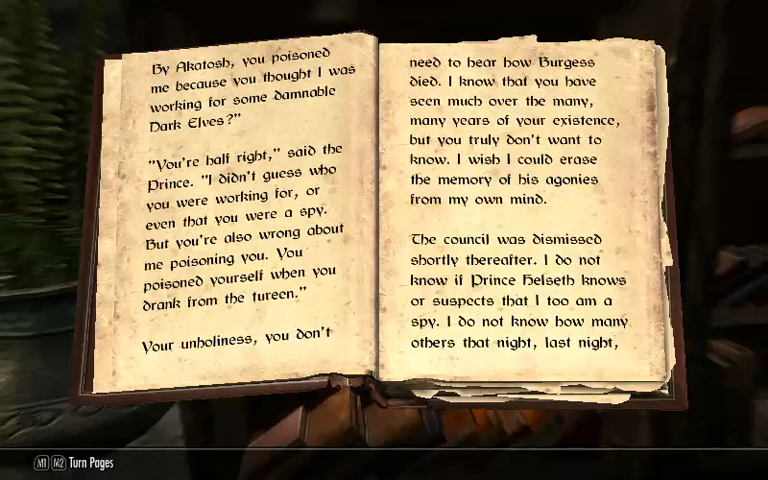 By Akatosh, you poisoned
me because you thought I was
working for some damnable
Dark Elves?"
"You're half right," said the
Prince. "I didn't guess who
you were working for, or
even that you were a spy.
But you're also wrong about
me poisoning you. You
poisoned yourself when you
drank from the tureen."
Your unholiness, you don't
need to hear how Burgess
died. I know that you have
seen much over the many,
many years of your existence,
but you truly don't want to
know. I wish I could erase
the memory of his agonies
from my own mind.
The council was dismissed
shortly thereafter. I do not
know if Prince Helseth knows
or suspects that I too am a
spy. I do not know how many
others that night, last night,
M1 M2 Turn Pages